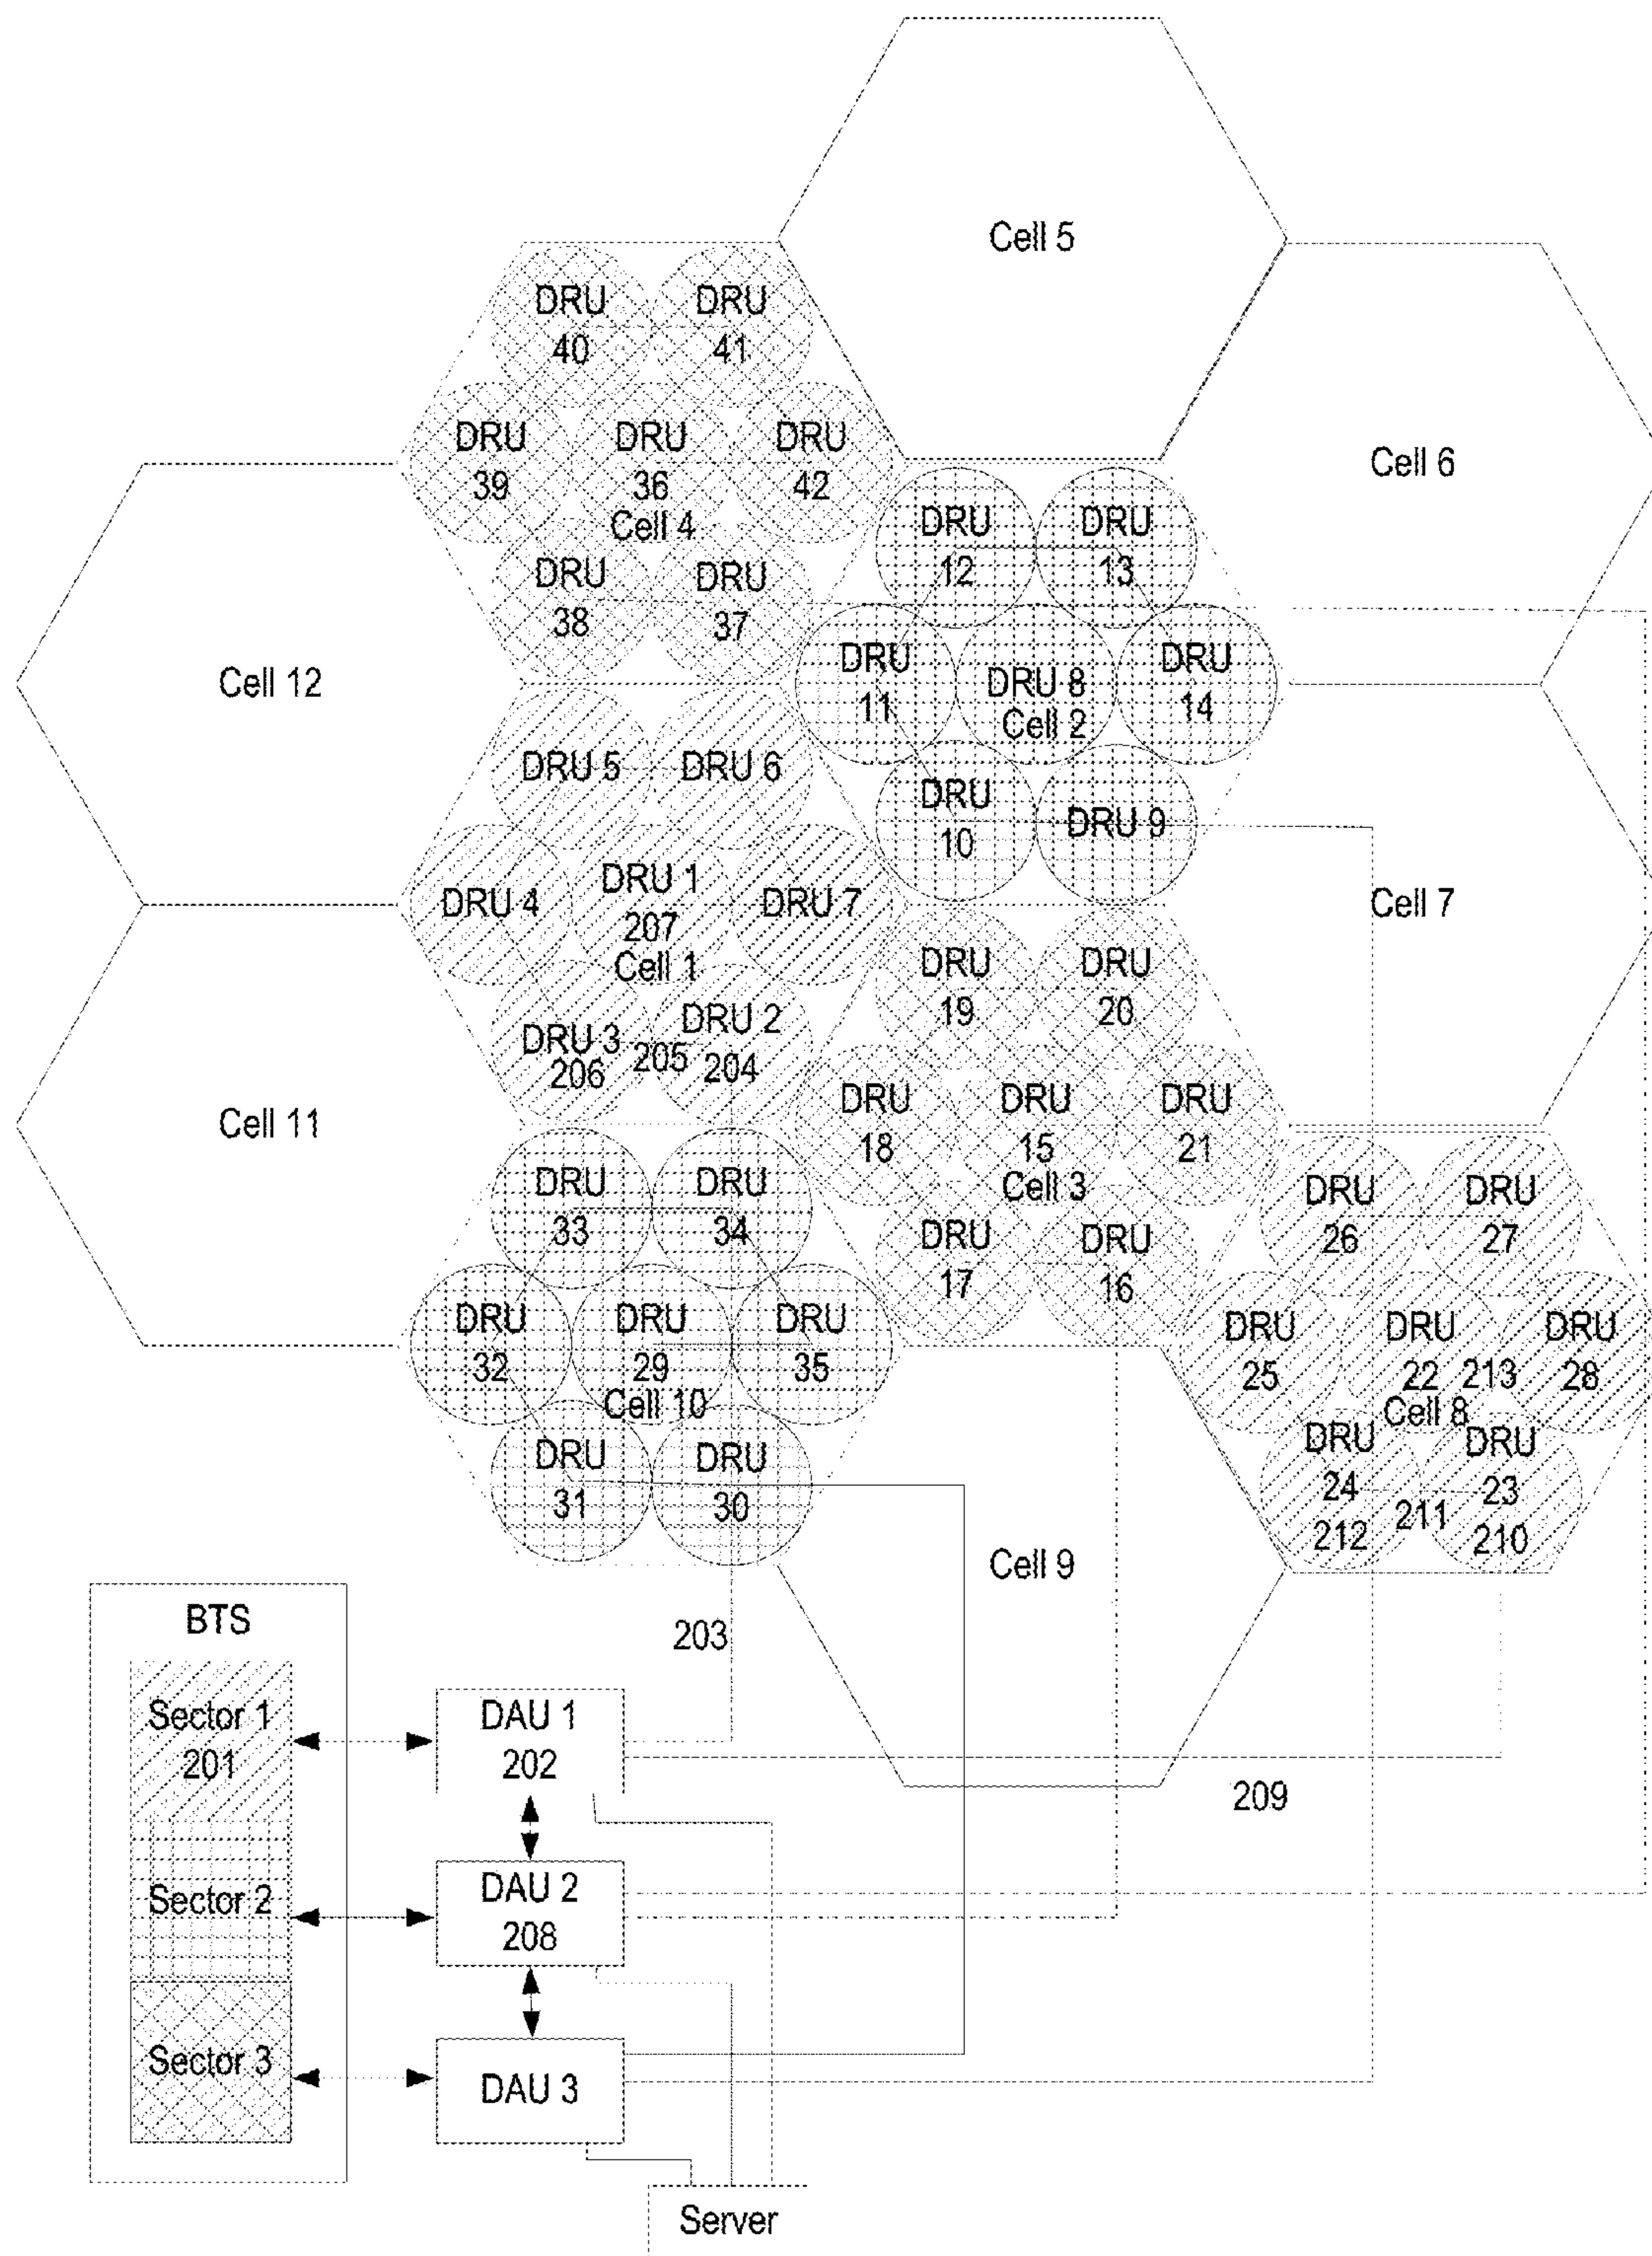 Cell 5
DRU
40
DRU
41
DRU
39
DRU
36
DRU
42
Cell 4
DRU
38
DRU
37
Cell 6
DRU
12
DRU
13
DRU
11
DRU 8
Cell 2
DRU
14
DRU
10
DRU 9
Cell 12
DRU 5
DRU 6
DRU 4
DRU 1
207
Cell 1
DRU 7
DRU 3
206
205
DRU 2
204
Cell 7
DRU
19
DRU
20
DRU
18
DRU
15
Cell 3
DRU
21
DRU
17
DRU
16
Cell 11
DRU
33
DRU
34
DRU
32
DRU
29
Cell 10
DRU
35
DRU
31
DRU
30
DRU
26
DRU
27
DRU
25
DRU
22
213
Cell 8
DRU
28
DRU
24
212
211
DRU
23
210
Cell 9
203
209
BTS
Sector 1
201
Sector 2
Sector 3
DAU 1
202
DAU 2
208
DAU 3
Server